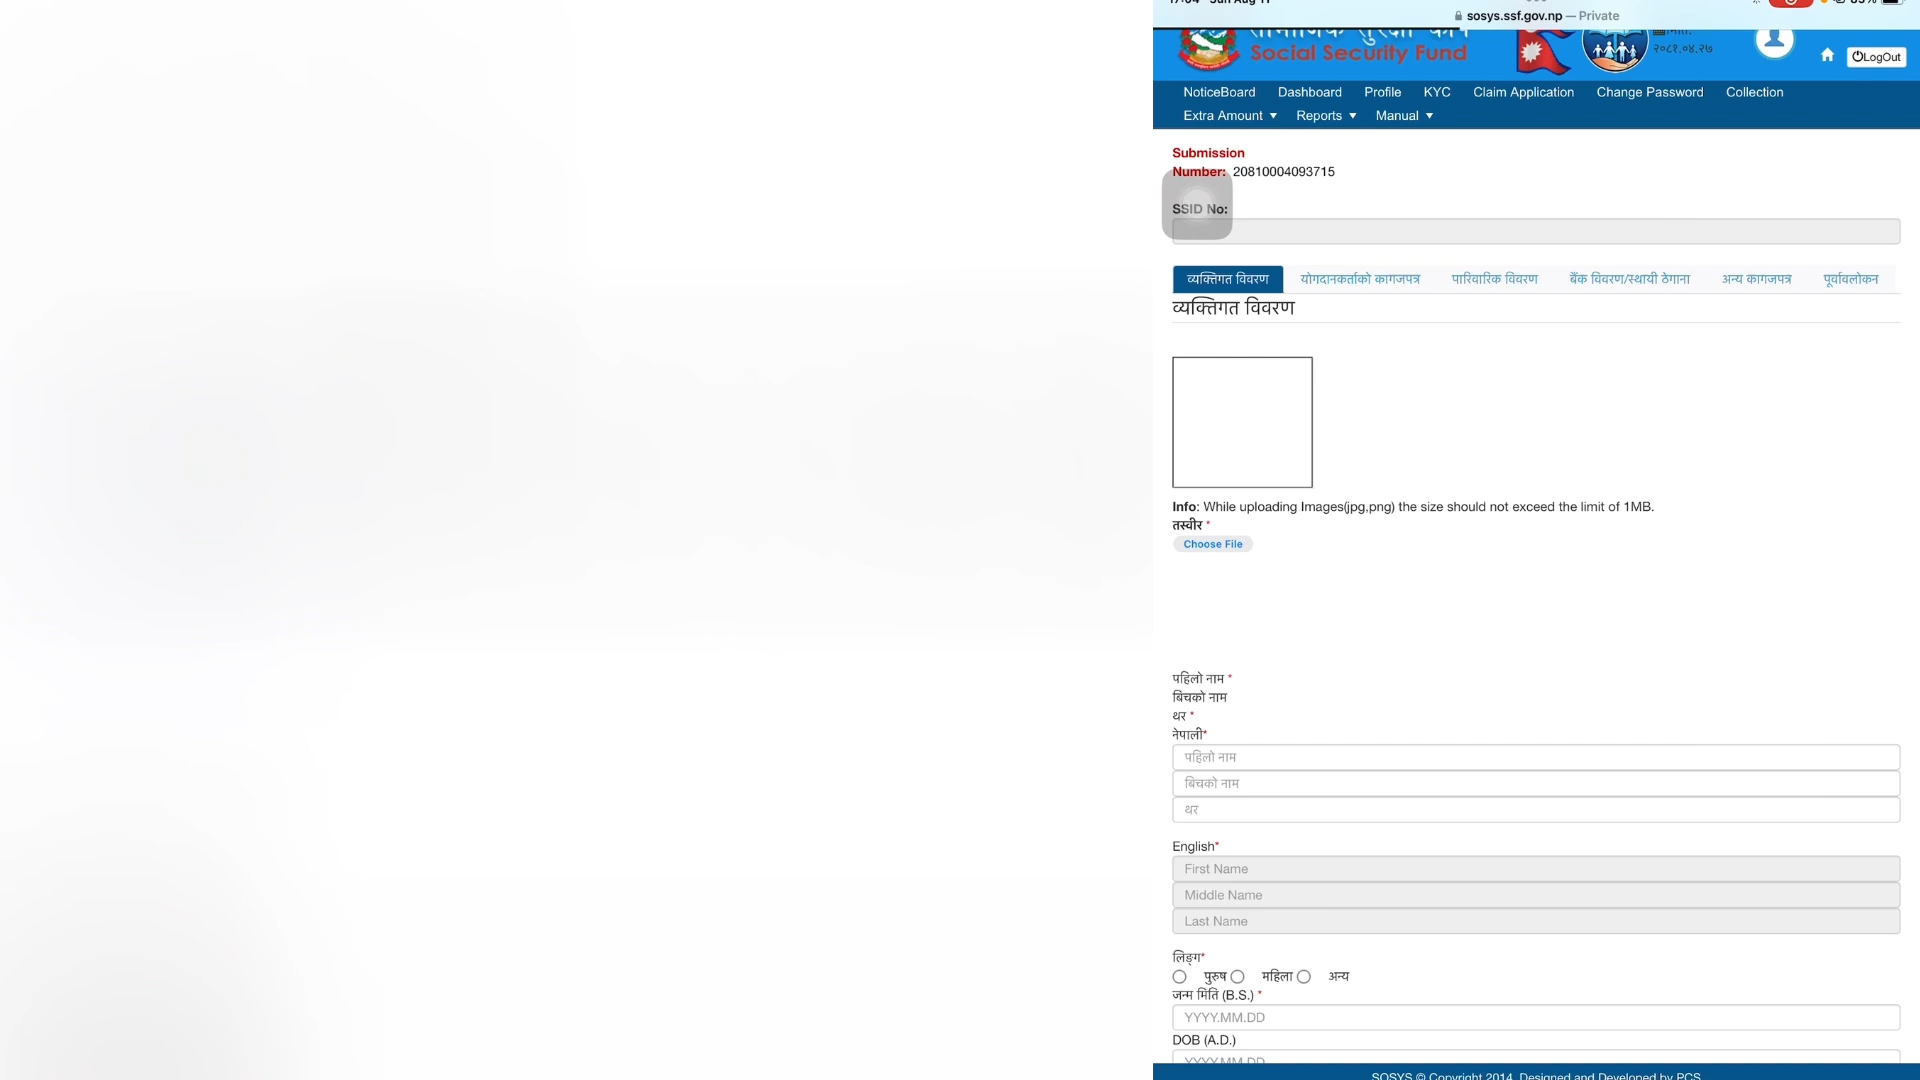 sosys.ssf.gov.np — Private
Social Security Fund
२०८१.०४.२७
LogOut
NoticeBoard Dashboard Profile KYC Claim Application Change Password Collection
Extra Amount Reports Manual
Submission
Number: 20810004093715
SSID No:
व्यक्तिगत विवरण योगदानकर्ताको कागजपत्र पारिवारिक विवरण बैंक विवरण/स्थायी ठेगाना अन्य कागजपत्र पूर्वावलोकन
व्यक्तिगत विवरण
Info: While uploading Images(jpg,png) the size should not exceed the limit of 1MB.
तस्वीर *
Choose File
पहिलो नाम *
बिचको नाम
थर *
नेपाली*
पहिलो नाम
बिचको नाम
थर
English*
First Name
Middle Name
Last Name
लिङ्ग*
पुरुष महिला अन्य
जन्म मिति (B.S.) *
YYYY.MM.DD
DOB (A.D.)
YYYY.MM.DD
SOSYS © Copyright 2014. Designed and Developed by PCS